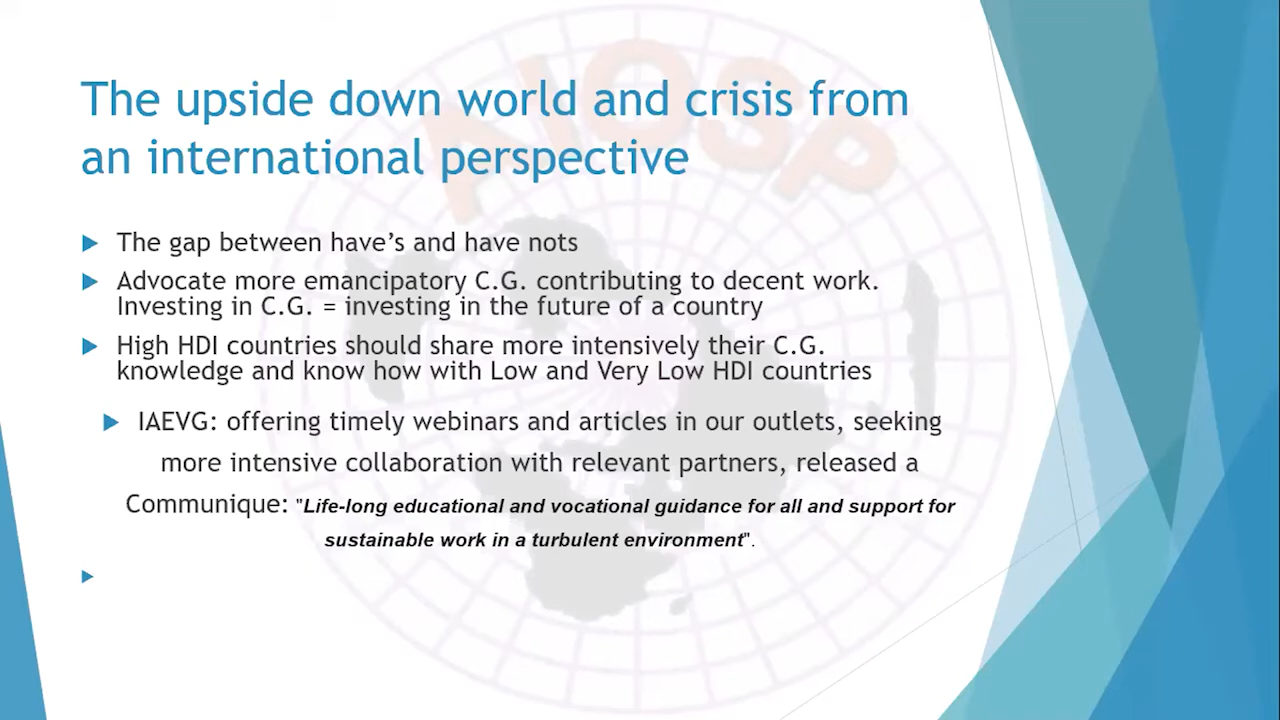 AIOSP
The upside down world and crisis from
an international perspective
The gap between have’s and have nots
Advocate more emancipatory C.G. contributing to decent work.
Investing in C.G. = investing in the future of a country
High HDI countries should share more intensively their C.G.
knowledge and know how with Low and Very Low HDI countries
IAEVG: offering timely webinars and articles in our outlets, seeking
more intensive collaboration with relevant partners, released a
Communique: "Life-long educational and vocational guidance for all and support for
sustainable work in a turbulent environment".